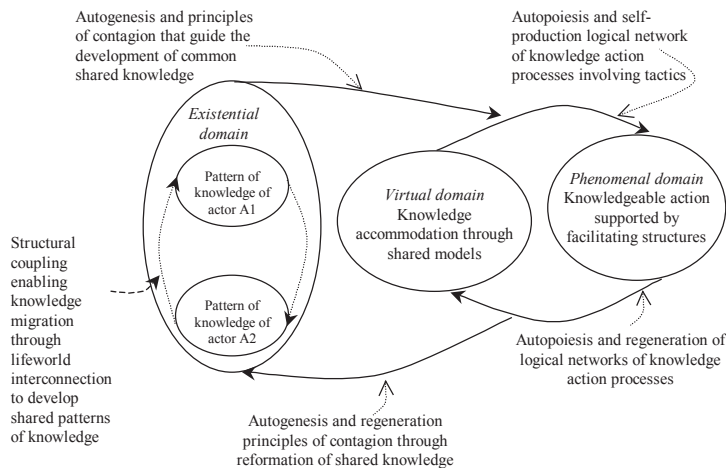 Autogenesis and principles
of contagion that guide the
development of common
shared knowledge
Autopoiesis and self-
production logical network
of knowledge action
processes involving tactics
Existential
domain
Pattern of
knowledge of
actor A1
Pattern of
knowledge of
actor A2
Virtual domain
Knowledge
accommodation through
shared models
Phenomenal domain
Knowledgeable action
supported by
facilitating structures
Structural
coupling
enabling
knowledge
migration
through
lifeworld
interconnection
to develop
shared patterns
of knowledge
Autopoiesis and regeneration of
logical networks of knowledge
action processes
Autogenesis and regeneration
principles of contagion through
reformation of shared knowledge